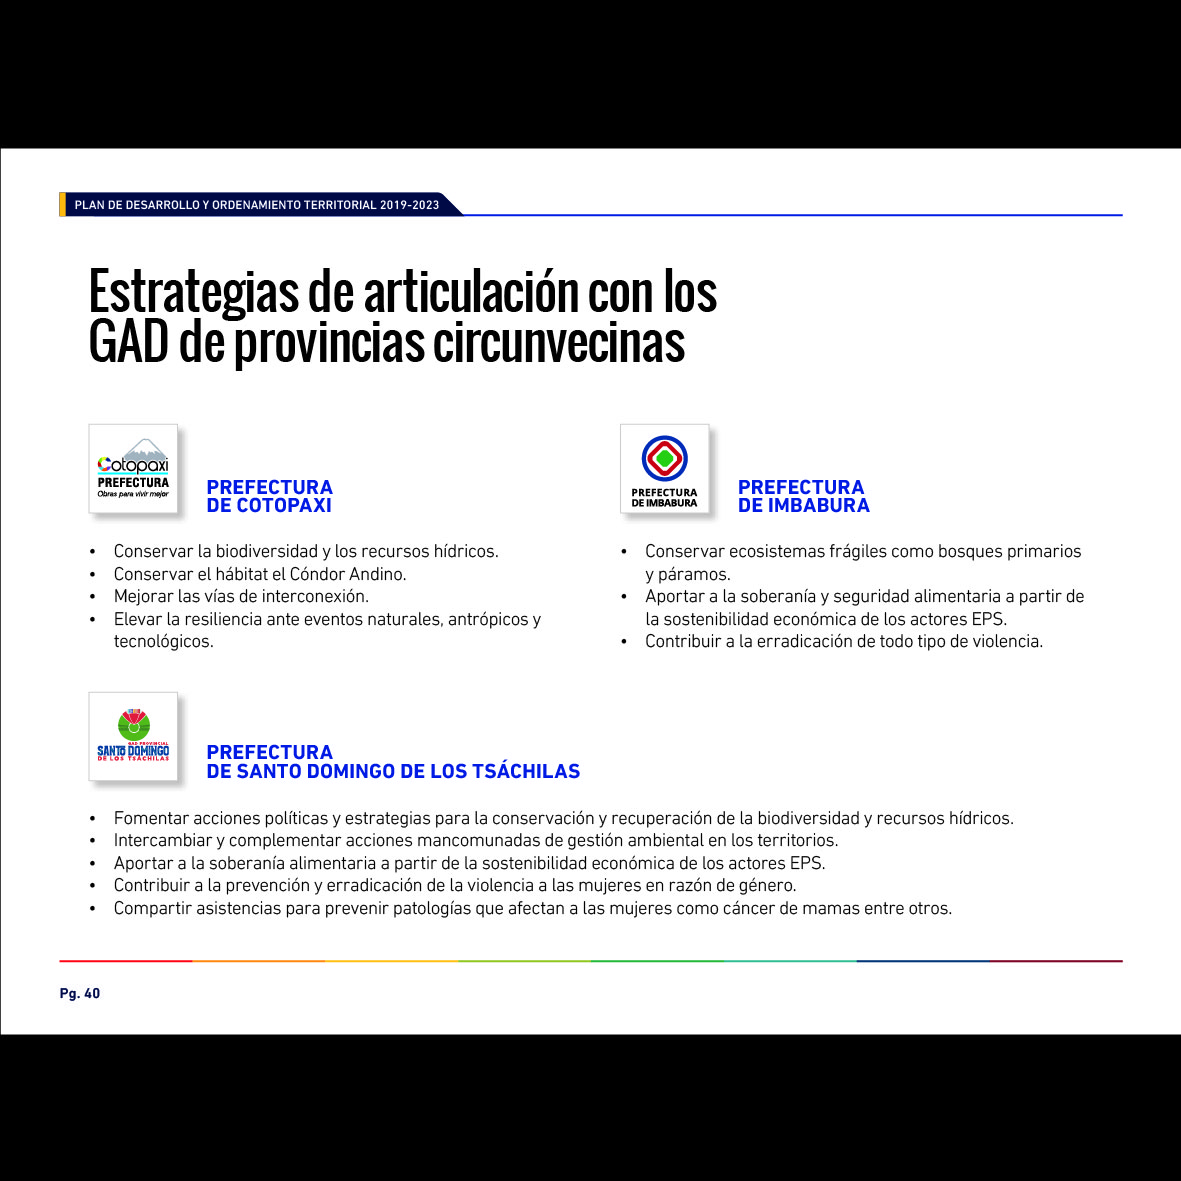 PLAN DE DESARROLLO Y ORDENAMIENTO TERRITORIAL 2019-2023
Estrategias de articulación con los
GAD de provincias circunvecinas
Cotopaxi
PREFECTURA
Obras para vivir mejor
PREFECTURA
DE COTOPAXI
• Conservar la biodiversidad y los recursos hídricos.
• Conservar el hábitat el Cóndor Andino.
• Mejorar las vías de interconexión.
• Elevar la resiliencia ante eventos naturales, antrópicos y
tecnológicos.
PREFECTURA
DE IMBABURA
PREFECTURA
DE IMBABURA
• Conservar ecosistemas frágiles como bosques primarios
y páramos.
• Aportar a la soberanía y seguridad alimentaria a partir de
la sostenibilidad económica de los actores EPS.
• Contribuir a la erradicación de todo tipo de violencia.
GAD PROVINCIAL
SANTO DOMINGO
DE LOS TSÁCHILAS
PREFECTURA
DE SANTO DOMINGO DE LOS TSÁCHILAS
• Fomentar acciones políticas y estrategias para la conservación y recuperación de la biodiversidad y recursos hídricos.
• Intercambiar y complementar acciones mancomunadas de gestión ambiental en los territorios.
• Aportar a la soberanía alimentaria a partir de la sostenibilidad económica de los actores EPS.
• Contribuir a la prevención y erradicación de la violencia a las mujeres en razón de género.
• Compartir asistencias para prevenir patologías que afectan a las mujeres como cáncer de mamas entre otros.
Pg. 40